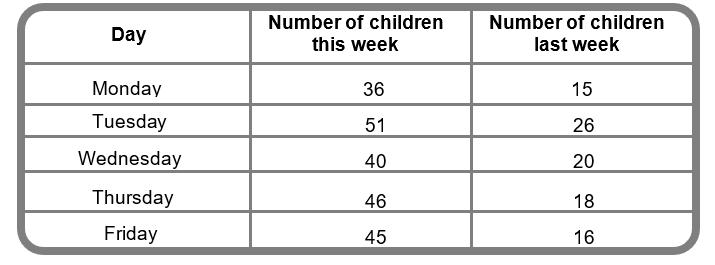 Day Number of children this week Number of children last week
Monday 36 15
Tuesday 51 26
Wednesday 40 20
Thursday 46 18
Friday 45 16